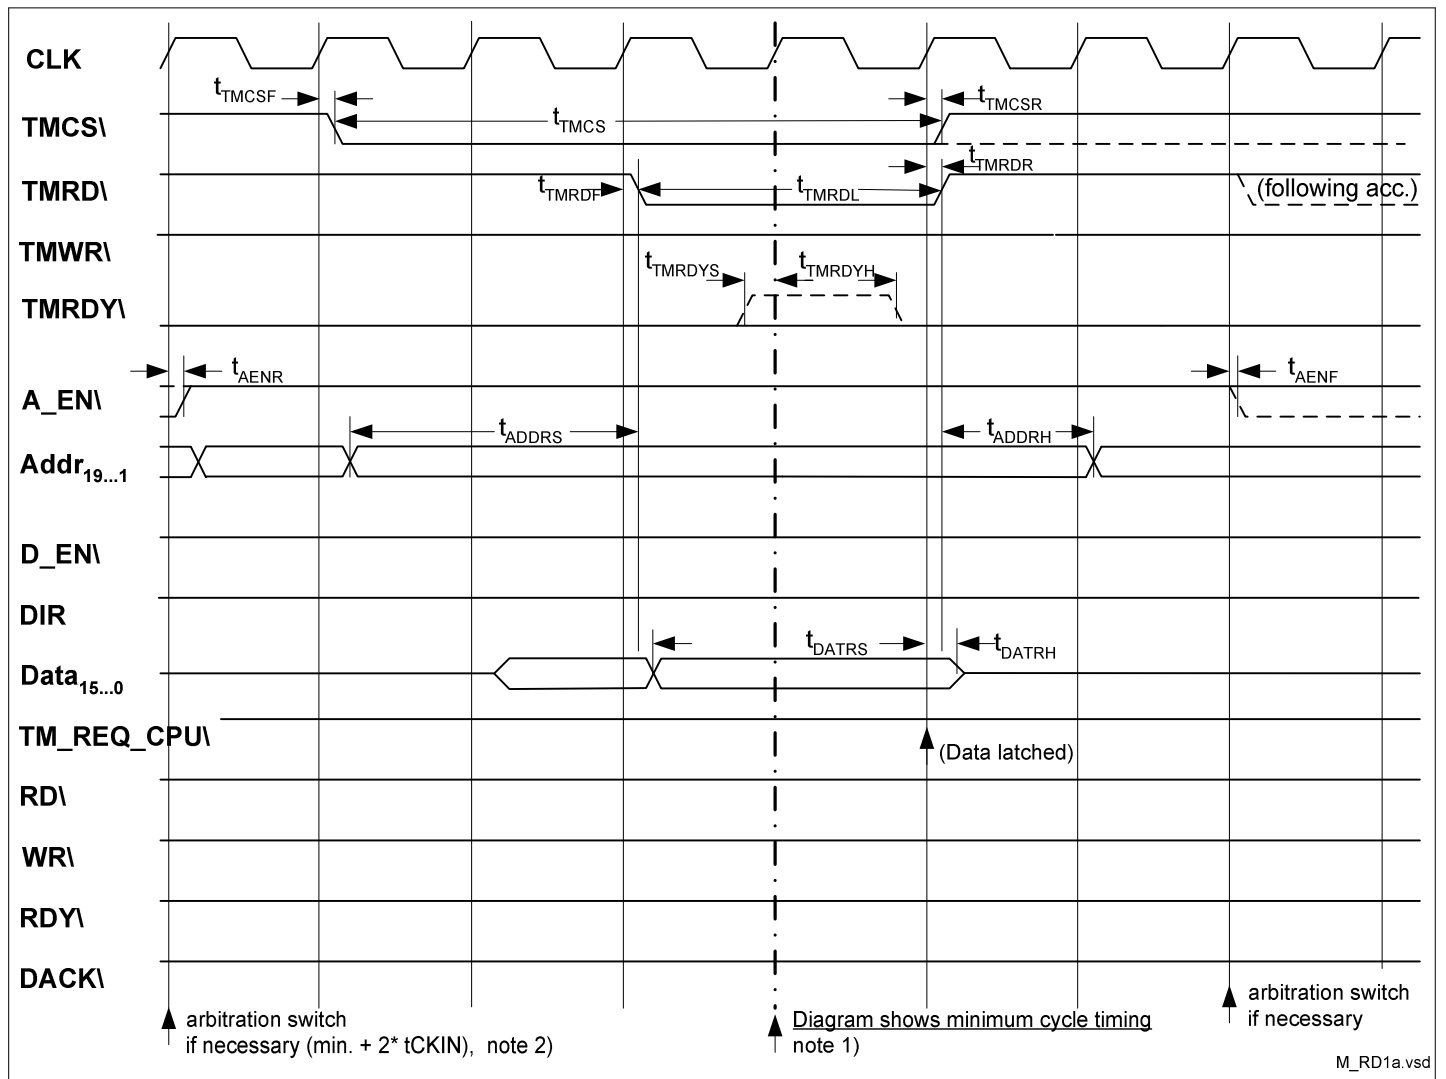 CLK
tTMCSF
tTMCSR
TMCS\
tTMCS
tTMRDR
TMRD\
tTMRDF
tTMRDL
(following acc.)
TMWR\
tTMRDYS
tTMRDYH
TMRDY\
tAENR
tAENF
A_EN\
tADDRS
tADDRH
Addr19...1
D_EN\
DIR
tDATRS
tDATRH
Data15...0
TM_REQ_CPU\
(Data latched)
RD\
WR\
RDY\
DACK\
arbitration switch
if necessary (min. + 2* tCKIN),  note 2)
Diagram shows minimum cycle timing
note 1)
arbitration switch
if necessary
M_RD1a.vsd